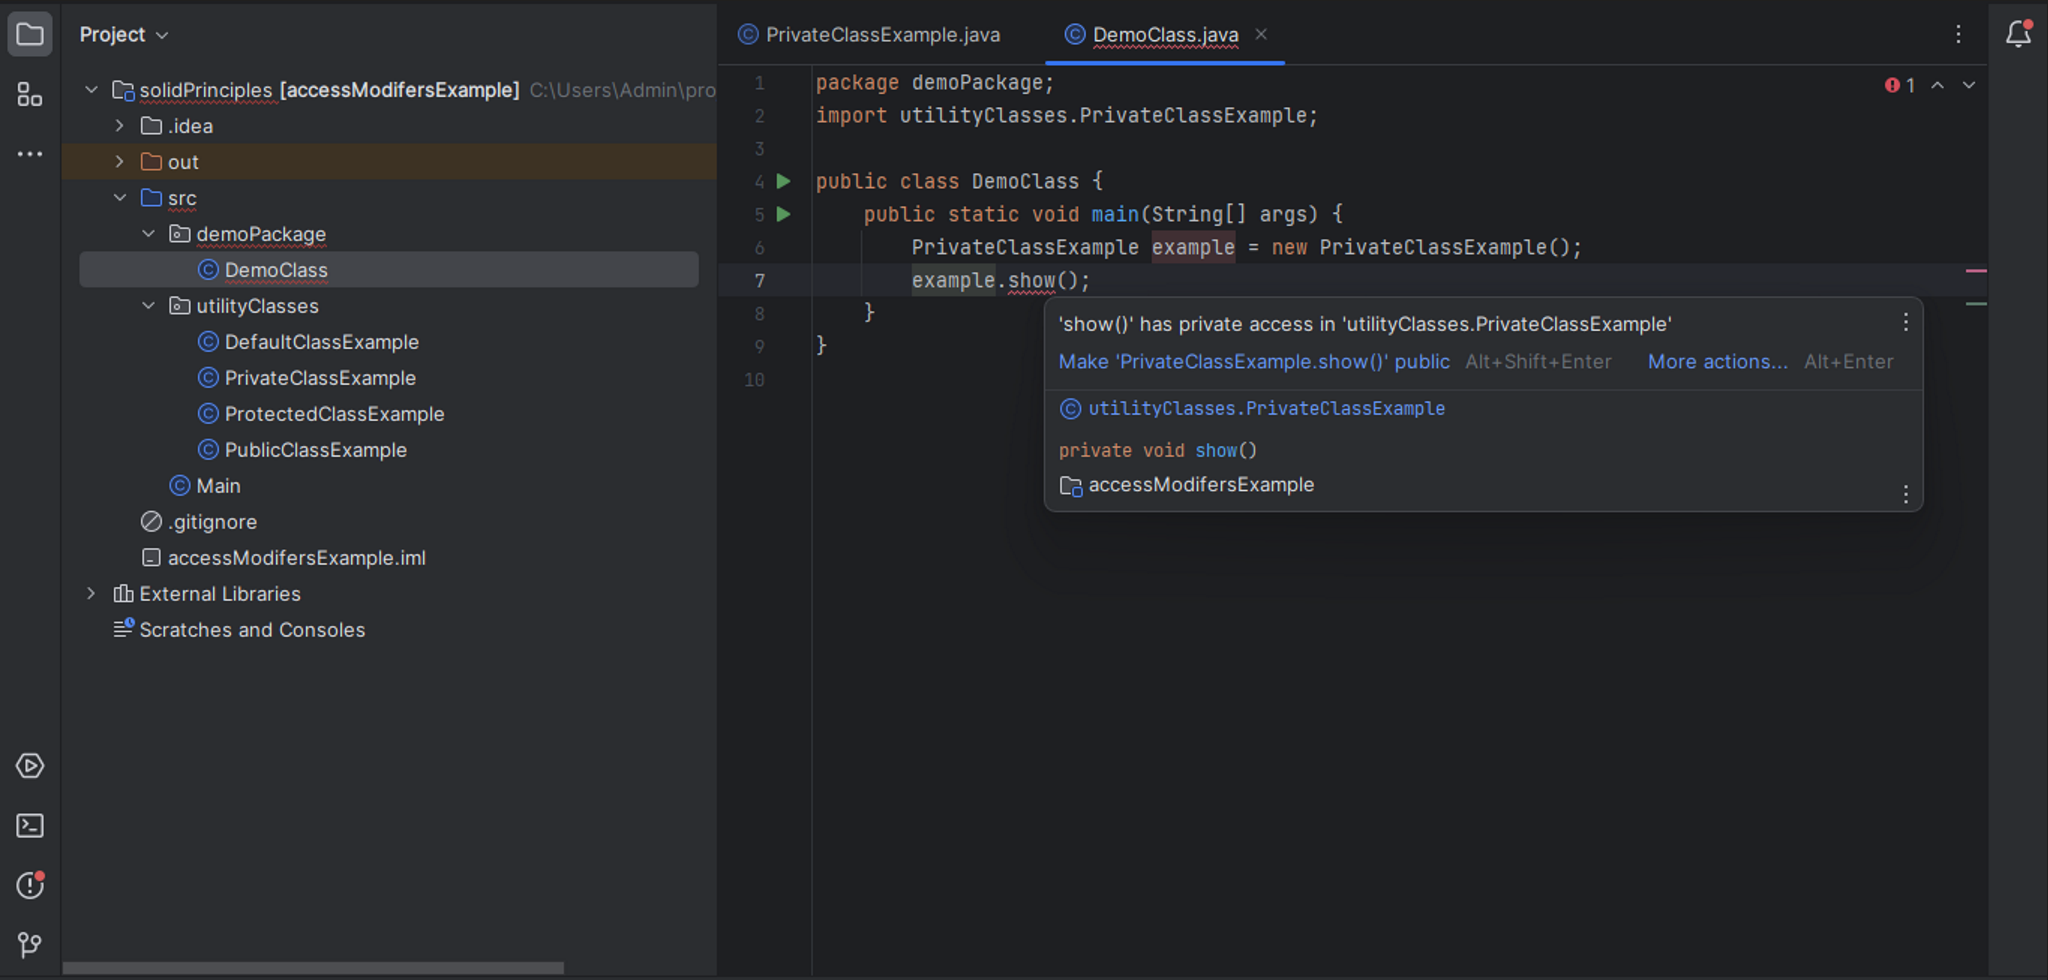 Project
solidPrinciples [accessModifersExample] C:\Users\Admin\pro
.idea
out
src
demoPackage
DemoClass
utilityClasses
DefaultClassExample
PrivateClassExample
ProtectedClassExample
PublicClassExample
Main
.gitignore
accessModifersExample.iml
External Libraries
Scratches and Consoles
PrivateClassExample.java DemoClass.java
1 package demoPackage;
1
2 import utilityClasses.PrivateClassExample;
3
4 public class DemoClass {
5 public static void main(String[] args) {
6 PrivateClassExample example = new PrivateClassExample();
7 example.show();
8 }
9 }
10
'show()' has private access in 'utilityClasses.PrivateClassExample'
Make 'PrivateClassExample.show()' public Alt+Shift+Enter More actions... Alt+Enter
utilityClasses.PrivateClassExample
private void show()
accessModifersExample